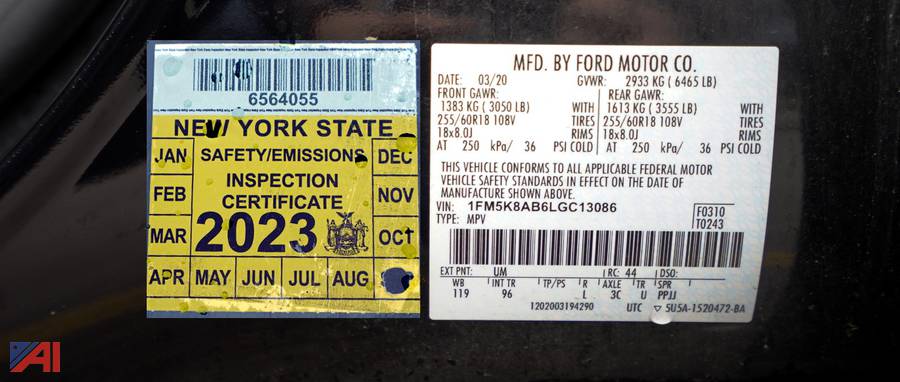 6564055
NEW YORK STATE
JAN SAFETY/EMISSIONS DEC
FEB INSPECTION NOV
CERTIFICATE
MAR 2023 OCT
APR MAY JUN JUL AUG
MFD. BY FORD MOTOR CO.
DATE: 03/20 GVWR: 2933 KG ( 6465 LB)
FRONT GAWR: REAR GAWR:
1383 KG ( 3050 LB) WITH 1613 KG ( 3555 LB) WITH
255/60R18 108V TIRES 255/60R18 108V TIRES
18x8.0J RIMS 18x8.0J RIMS
AT 250 kPa/ 36 PSI COLD AT 250 kPa/ 36 PSI COLD
THIS VEHICLE CONFORMS TO ALL APPLICABLE FEDERAL MOTOR
VEHICLE SAFETY STANDARDS IN EFFECT ON THE DATE OF
MANUFACTURE SHOWN ABOVE.
VIN: 1FM5K8AB6LGC13086 F0310
TYPE: MPV T0243
EXT PNT: UM RC: 44 DSO:
WB INT TR TP/PS R AXLE TR SPR
119 96 L 3C U PPJJ
1202003194290 UTC ▽ 5U5A-1520472-BA
AI